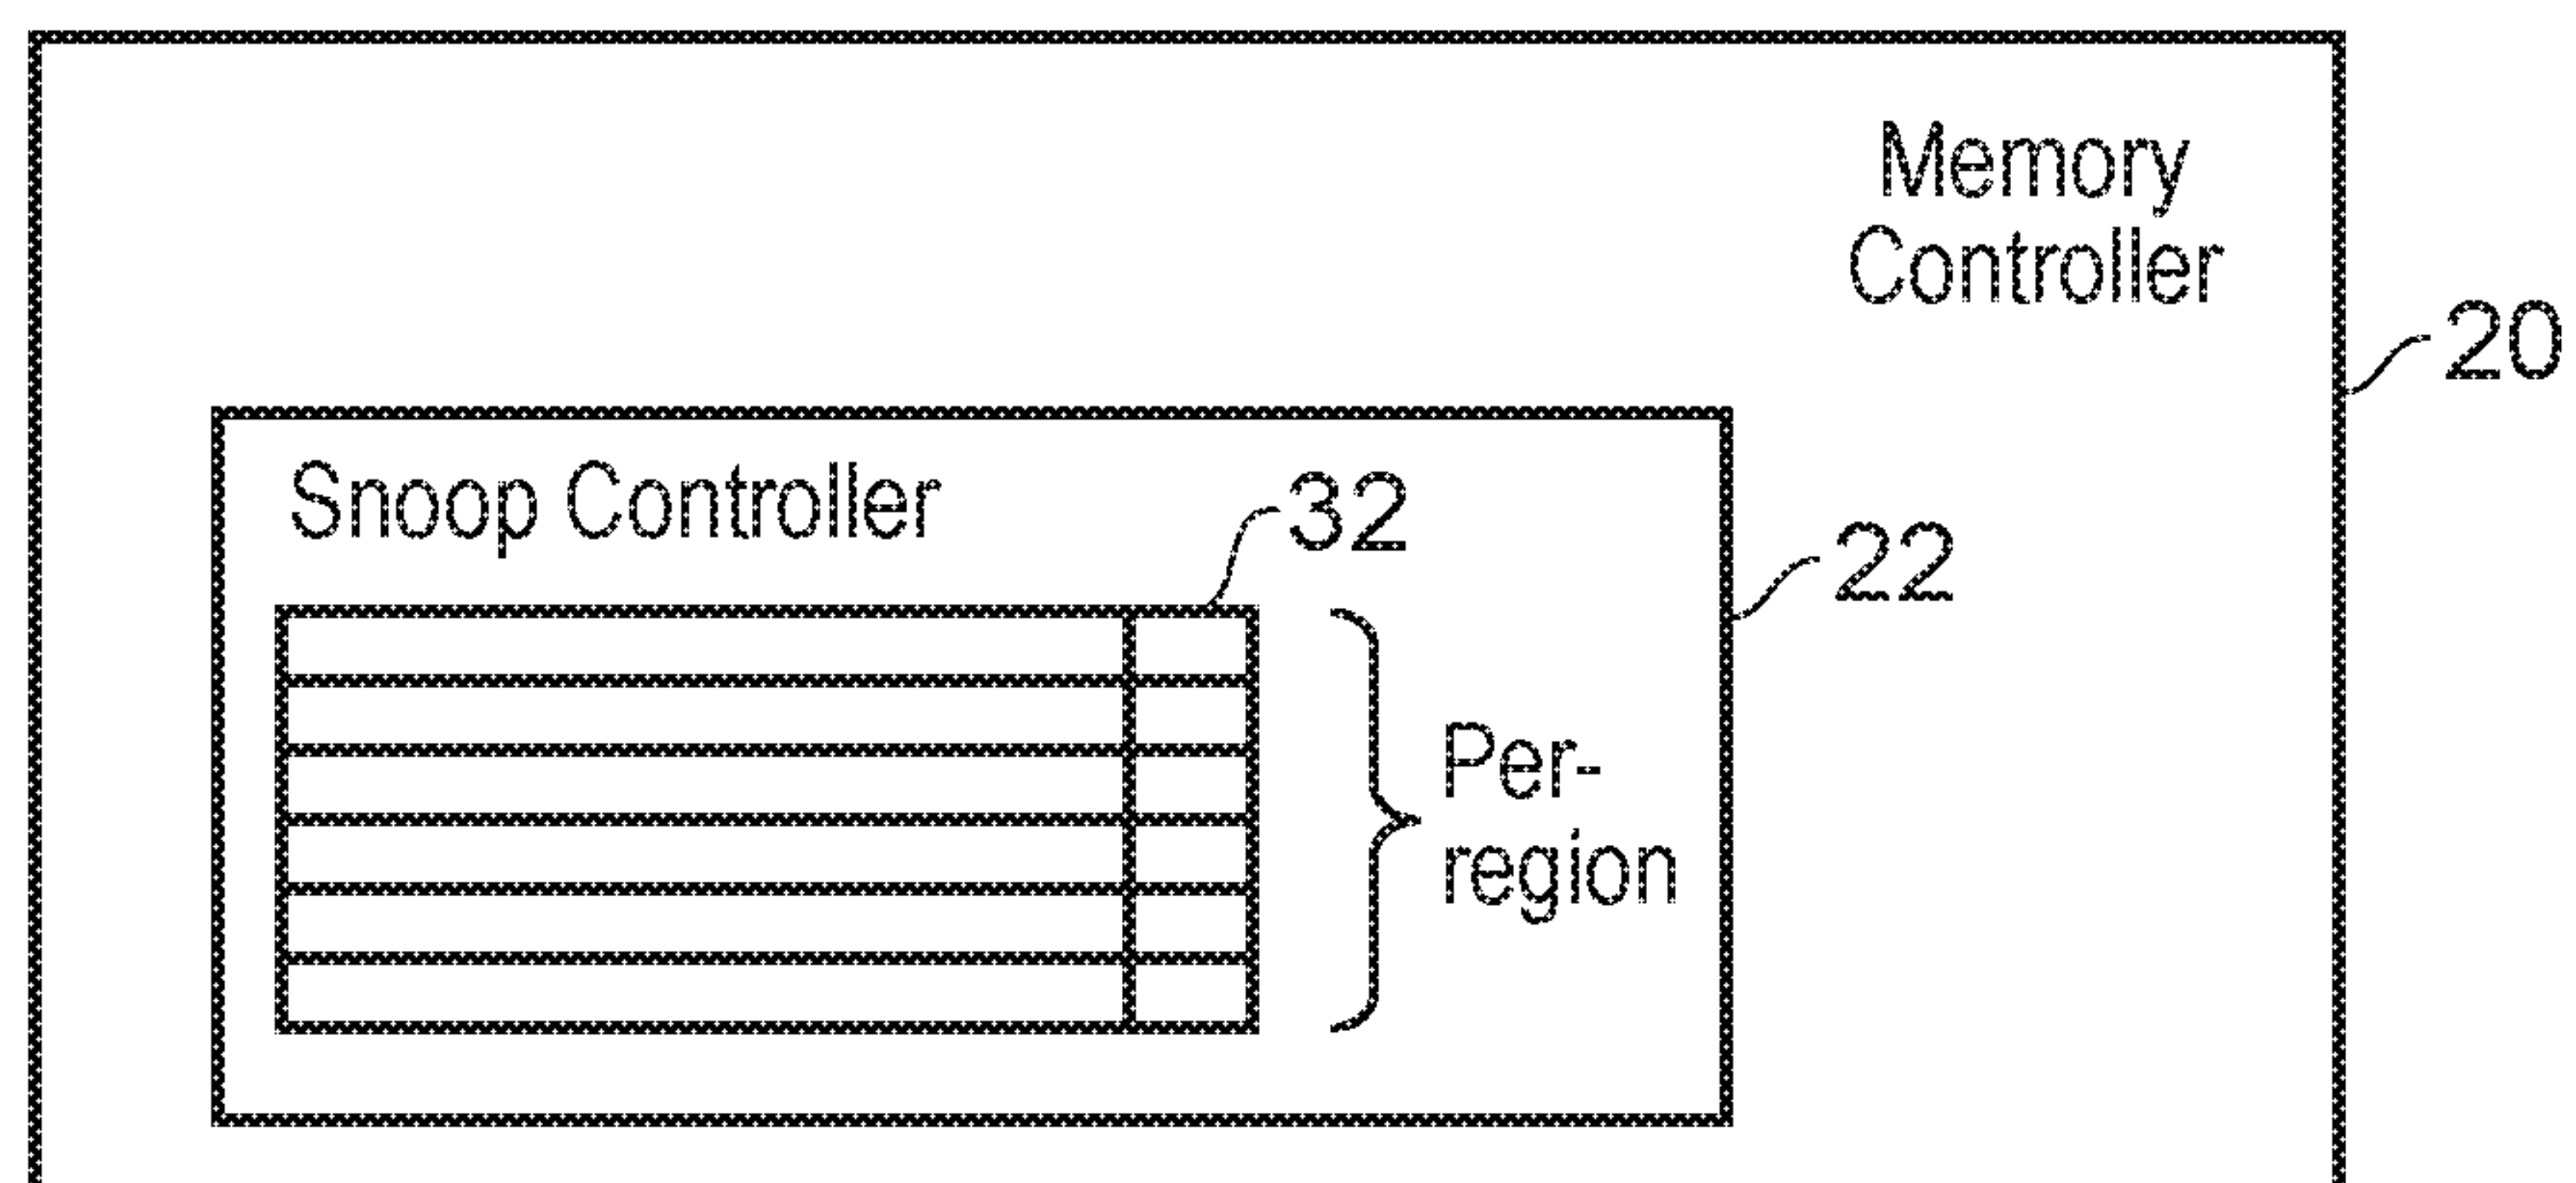 Memory
Controller
20
Snoop Controller
32
22
Per-
region